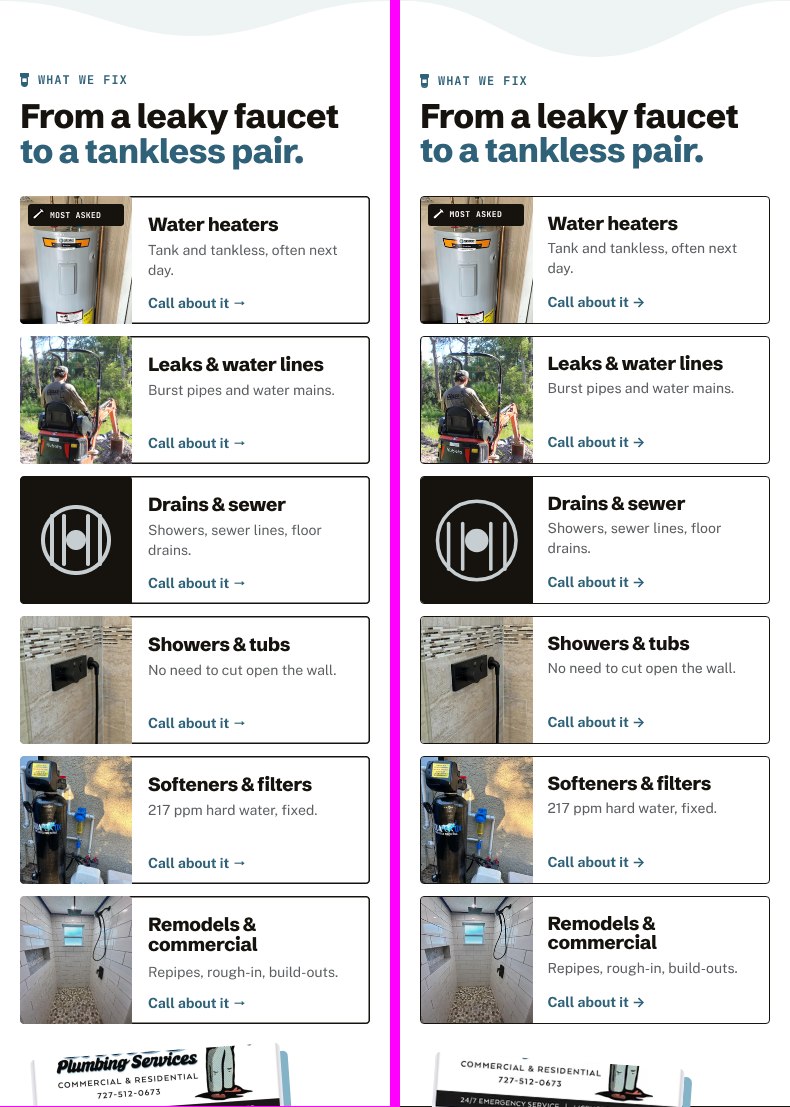 WHAT WE FIX
From a leaky faucet
to a tankless pair.
MOST ASKED
Water heaters
Tank and tankless, often next
day.
Call about it →
Leaks & water lines
Burst pipes and water mains.
Call about it →
Drains & sewer
Showers, sewer lines, floor
drains.
Call about it →
Showers & tubs
No need to cut open the wall.
Call about it →
Softeners & filters
217 ppm hard water, fixed.
Call about it →
Remodels &
commercial
Repipes, rough-in, build-outs.
Call about it →
Plumbing Services
COMMERCIAL & RESIDENTIAL
727-512-0673
WHAT WE FIX
From a leaky faucet
to a tankless pair.
MOST ASKED
Water heaters
Tank and tankless, often next
day.
Call about it →
Leaks & water lines
Burst pipes and water mains.
Call about it →
Drains & sewer
Showers, sewer lines, floor
drains.
Call about it →
Showers & tubs
No need to cut open the wall.
Call about it →
Softeners & filters
217 ppm hard water, fixed.
Call about it →
Remodels &
commercial
Repipes, rough-in, build-outs.
Call about it →
COMMERCIAL & RESIDENTIAL
727-512-0673
24/7 EMERGENCY SERVICE